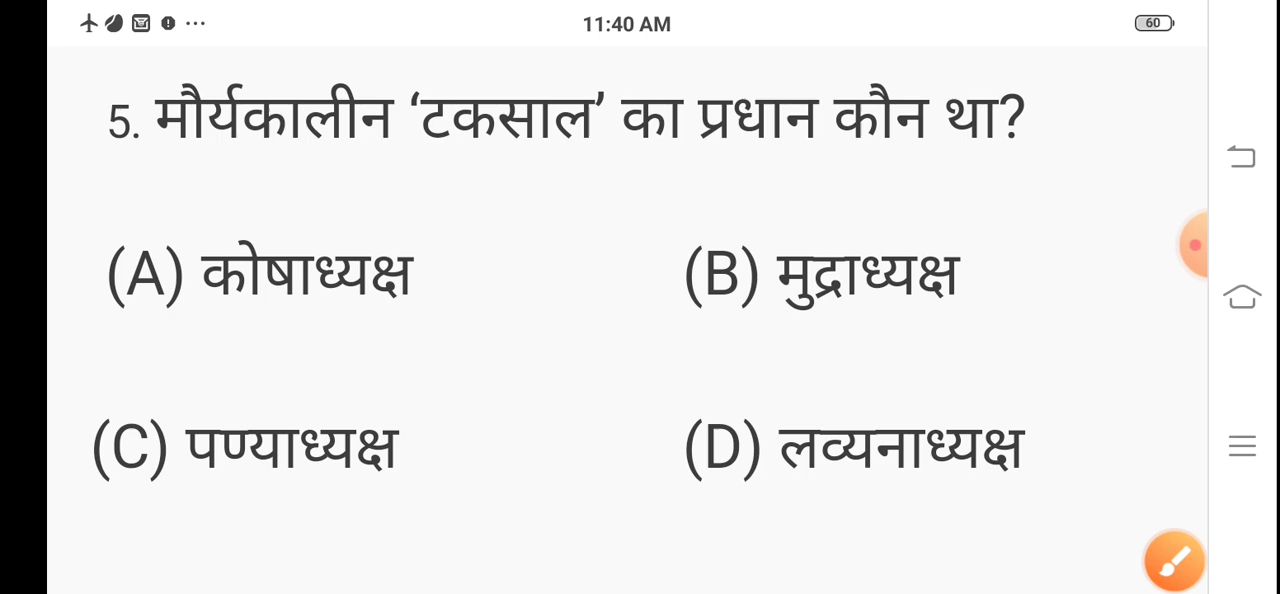 11:40 AM
60
5. मौर्यकालीन ‘टकसाल’ का प्रधान कौन था?
(A) कोषाध्यक्ष (B) मुद्राध्यक्ष
(C) पण्याध्यक्ष (D) लव्यनाध्यक्ष